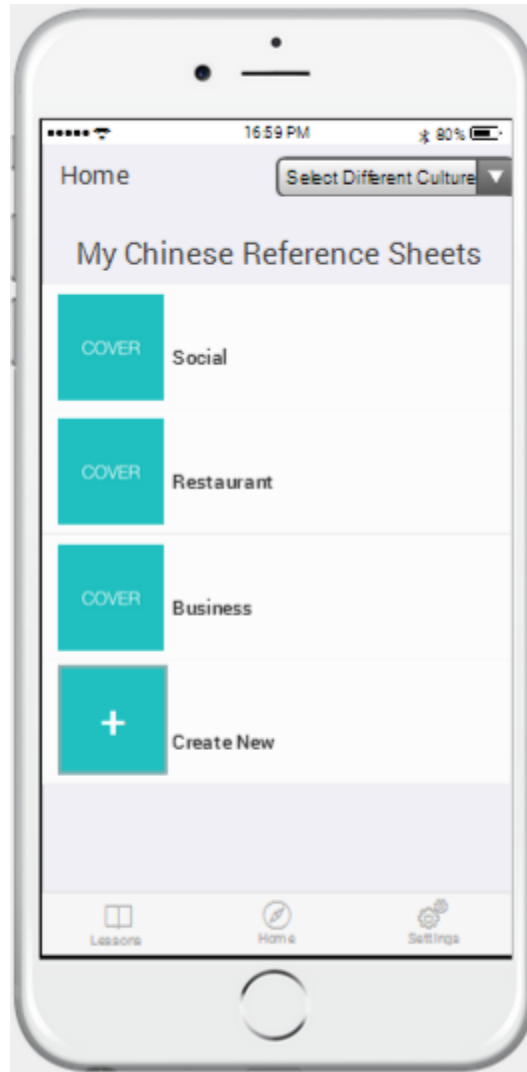 16:59 PM 80%
Home Select Different Culture
My Chinese Reference Sheets
COVER Social
COVER Restaurant
COVER Business
+ Create New
Lessons Home Settings